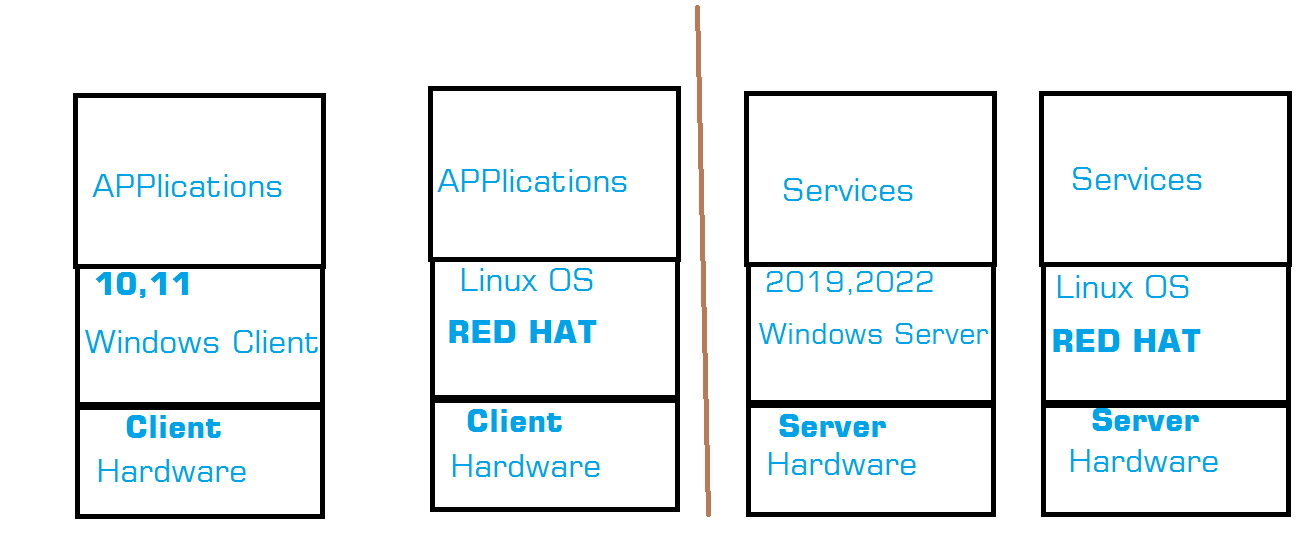 APPlications
10,11
Windows Client
Client
Hardware
APPlications
Linux OS
RED HAT
Client
Hardware
Services
2019,2022
Windows Server
Server
Hardware
Services
Linux OS
RED HAT
Server
Hardware